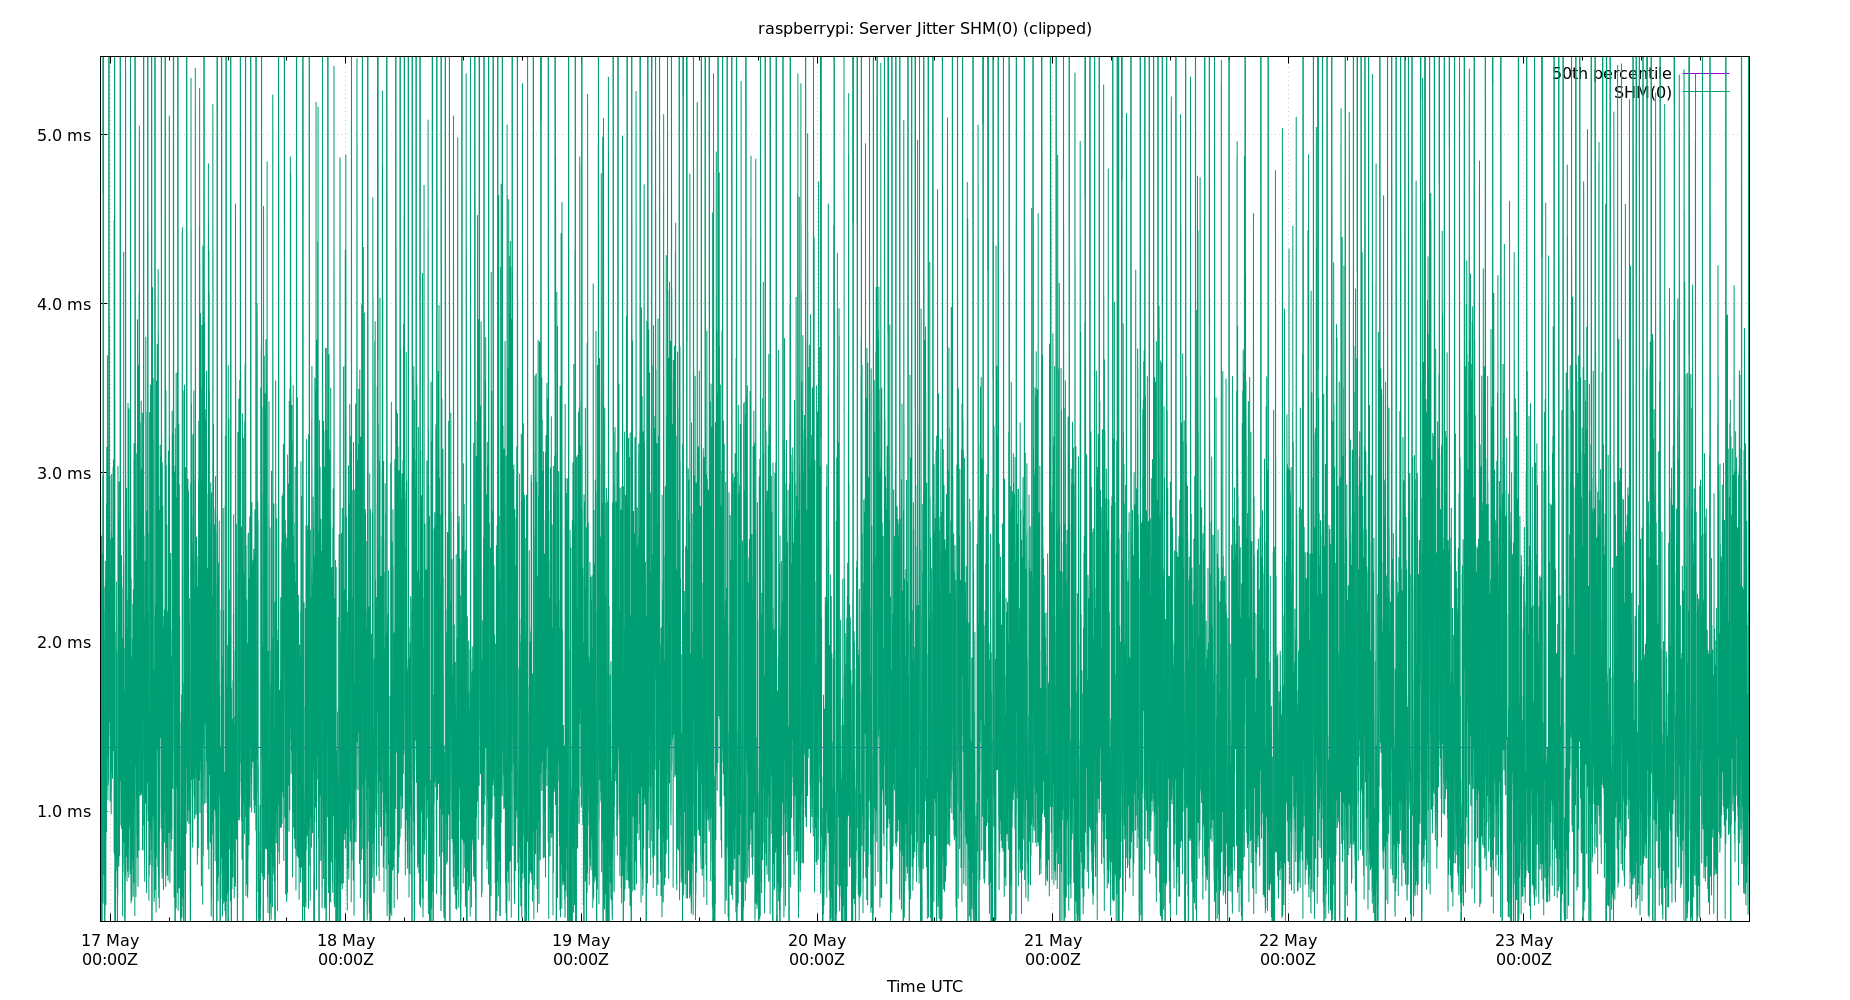 raspberrypi: Server Jitter SHM(0) (clipped)
50th percentile
SHM(0)
5.0 ms
4.0 ms
3.0 ms
2.0 ms
1.0 ms
17 May 18 May 19 May 20 May 21 May 22 May 23 May
00:00Z 00:00Z 00:00Z 00:00Z 00:00Z 00:00Z 00:00Z
Time UTC